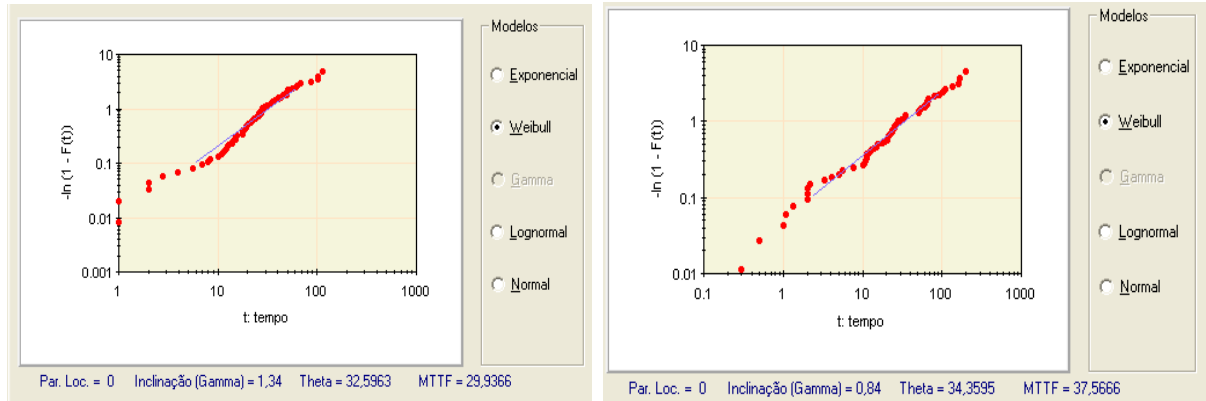 Modelos
10
1
0.1
0.01
0.001
-ln (1 - F(t))
1 10 100 1000
t: tempo
Exponencial
Weibull
Gamma
Lognormal
Normal
Par. Loc. = 0 Inclinação (Gamma) = 1,34 Theta = 32,5963 MTTF = 29,9366
Modelos
10
1
0.1
0.01
-ln (1 - F(t))
0.1 1 10 100 1000
t: tempo
Exponencial
Weibull
Gamma
Lognormal
Normal
Par. Loc. = 0 Inclinação (Gamma) = 0,84 Theta = 34,3595 MTTF = 37,5666